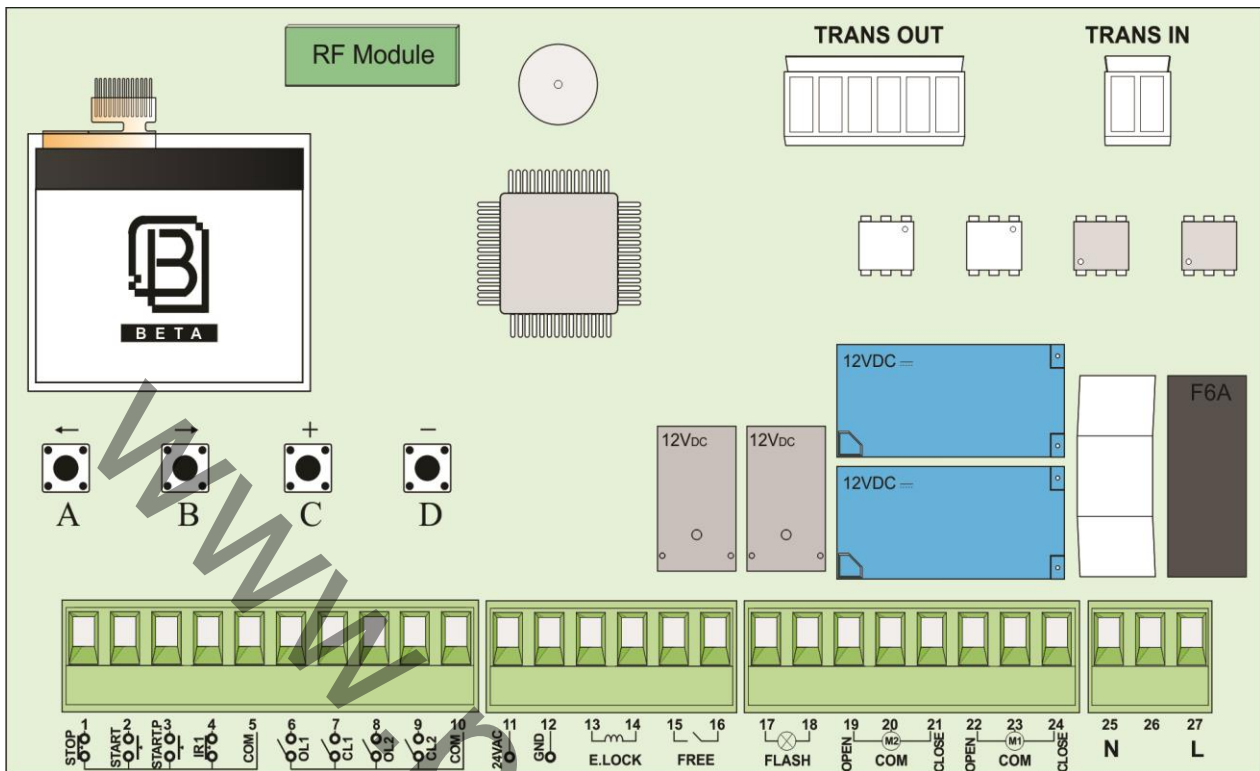 RF Module
TRANS OUT
TRANS IN
BETA
F6A
12VDC
12VDC
12VDC
12VDC
← → + −
A B C D
1 2 3 4 5 6 7 8 9 10 11 12 13 14 15 16 17 18 19 20 21 22 23 24 25 26 27
STOP START START.P IR1 COM OL1 CL1 OL2 CL2 COM 24VAC GND E.LOCK FREE FLASH OPEN M2 COM CLOSE OPEN M1 COM CLOSE N L